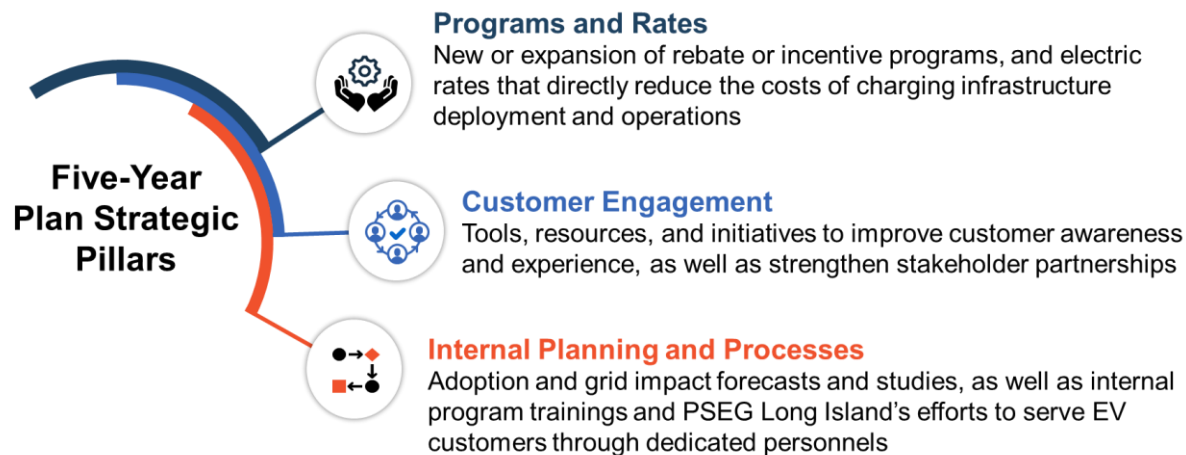 Five-Year
Plan Strategic
Pillars
Programs and Rates
New or expansion of rebate or incentive programs, and electric
rates that directly reduce the costs of charging infrastructure
deployment and operations
Customer Engagement
Tools, resources, and initiatives to improve customer awareness
and experience, as well as strengthen stakeholder partnerships
Internal Planning and Processes
Adoption and grid impact forecasts and studies, as well as internal
program trainings and PSEG Long Island’s efforts to serve EV
customers through dedicated personnels